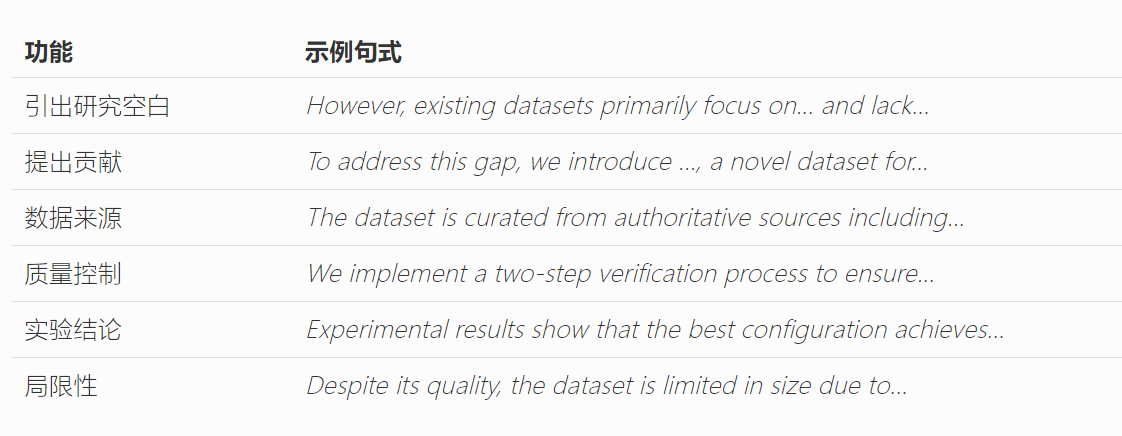 功能 示例句式
引出研究空白 However, existing datasets primarily focus on... and lack...
提出贡献 To address this gap, we introduce ..., a novel dataset for...
数据来源 The dataset is curated from authoritative sources including...
质量控制 We implement a two-step verification process to ensure...
实验结论 Experimental results show that the best configuration achieves...
局限性 Despite its quality, the dataset is limited in size due to...